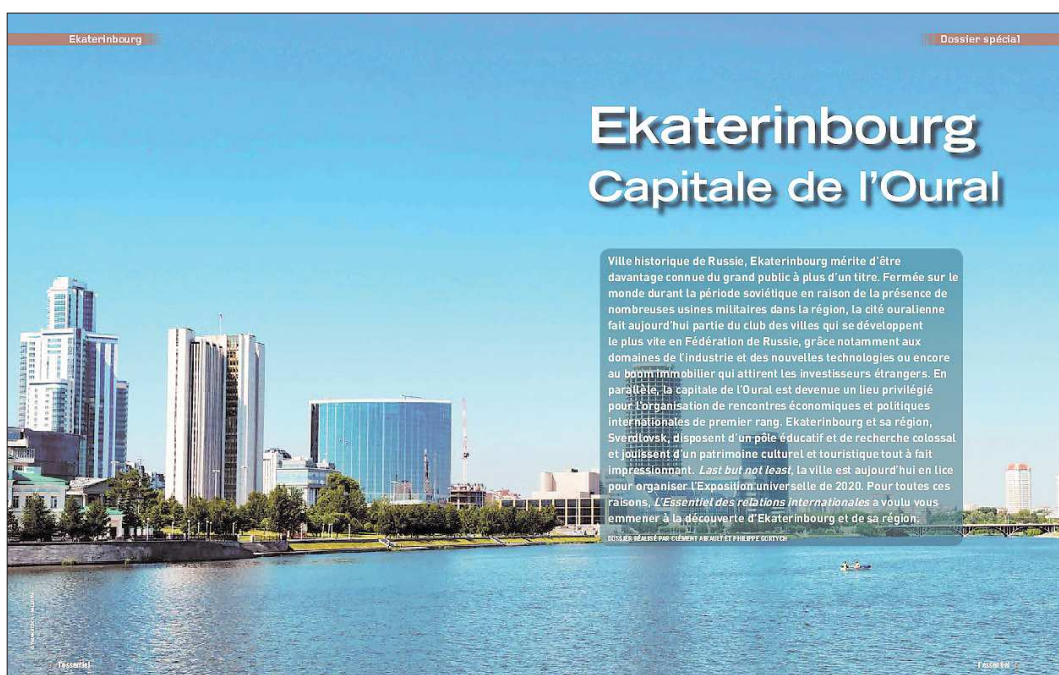 Ekaterinbourg
Dossier spécial
Ekaterinbourg
Capitale de l'Oural
Ville historique de Russie, Ekaterinbourg mérite d'être
davantage connue du grand public à plus d'un titre. Fermée sur le
monde durant la période soviétique en raison de la présence de
nombreuses usines militaires dans la région, la cité ouralienne
fait aujourd'hui partie du club des villes qui se développent
le plus vite en Fédération de Russie, grâce notamment aux
domaines de l'industrie et des nouvelles technologies ou encore
au boom immobilier qui attirent les investisseurs étrangers. En
parallèle, la capitale de l'Oural est devenue un lieu privilégié
pour l'organisation de rencontres économiques et politiques
internationales de premier rang. Ekaterinbourg et sa région,
Sverdlovsk, disposent d'un pôle éducatif et de recherche colossal
et jouissent d'un patrimoine culturel et touristique tout à fait
impressionnant. Last but not least, la ville est aujourd'hui en lice
pour organiser l'Exposition universelle de 2020. Pour toutes ces
raisons, L'Essentiel des relations internationales a voulu vous
emmener à la découverte d'Ekaterinbourg et de sa région.
DOSSIER RÉALISÉ PAR CLÉMENT AIRAULT ET PHILIPPE GORTYCH
l'essentiel
l'essentiel